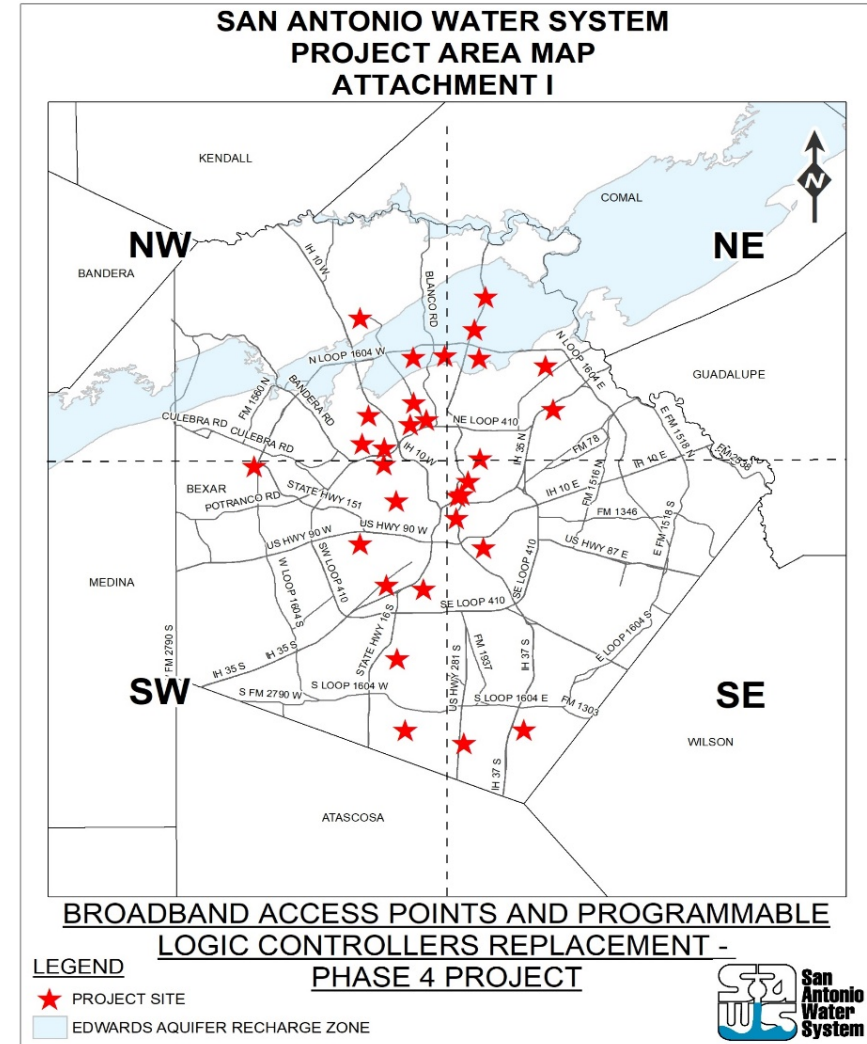 SAN ANTONIO WATER SYSTEM
PROJECT AREA MAP
ATTACHMENT I
KENDALL
COMAL
N
NW
NE
BANDERA
IH 10 W
BLANCO RD
N LOOP 1604 W
N LOOP 1604 E
GUADALUPE
FM 1560 N
BANDERA RD
CULEBRA RD
CULEBRA RD
NE LOOP 410
IH 10 W
IH 35 N
FM 78
E FM 1518 N
FM 2538
BEXAR
POTRANCO RD
STATE HWY 151
IH 10 E
FM 1516 N
IH 10 E
FM 1346
E FM 1518 S
US HWY 90 W
US HWY 90 W
US HWY 87 E
MEDINA
SW LOOP 410
W LOOP 1604 S
SE LOOP 410
SE LOOP 410
E LOOP 1604 S
FM 2790 S
IH 35 S
IH 35 S
STATE HWY 16 S
FM 1937
IH 37 S
US HWY 281 S
SW
S FM 2790 W
S LOOP 1604 W
S LOOP 1604 E
FM 1303
SE
WILSON
IH 37 S
ATASCOSA
BROADBAND ACCESS POINTS AND PROGRAMMABLE
LOGIC CONTROLLERS REPLACEMENT -
PHASE 4 PROJECT
LEGEND
PROJECT SITE
EDWARDS AQUIFER RECHARGE ZONE
SAWS
San
Antonio
Water
System